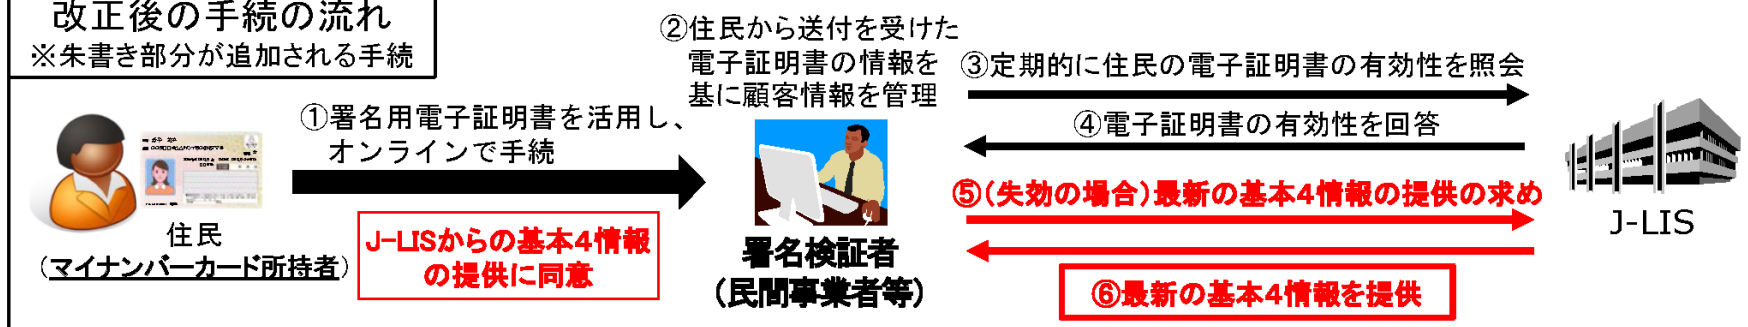 改正後の手続の流れ
※朱書き部分が追加される手続
①署名用電子証明書を活用し、
オンラインで手続
住民
（マイナンバーカード所持者）
J-LISからの基本4情報
の提供に同意
②住民から送付を受けた
電子証明書の情報を
基に顧客情報を管理
署名検証者
（民間事業者等）
③定期的に住民の電子証明書の有効性を照会
④電子証明書の有効性を回答
⑤（失効の場合）最新の基本4情報の提供の求め
⑥最新の基本4情報を提供
J-LIS